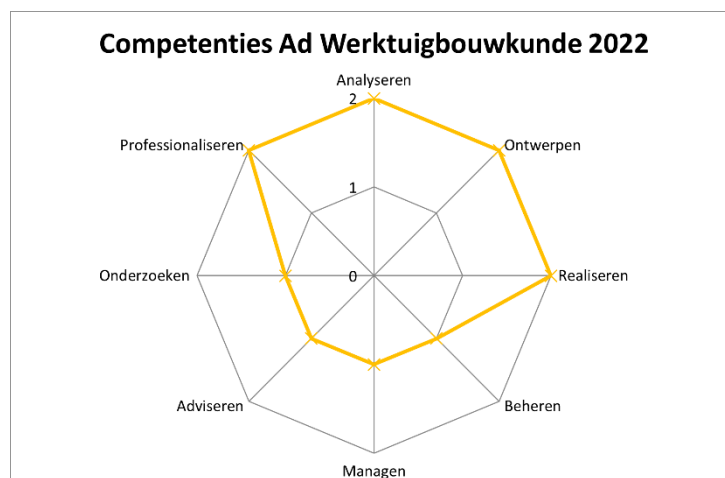 Competenties Ad Werktuigbouwkunde 2022
Analyseren
2
Professionaliseren
Ontwerpen
1
Onderzoeken
0
Realiseren
Adviseren
Beheren
Managen